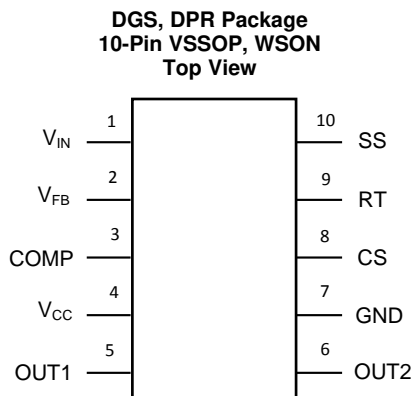 DGS, DPR Package
10-Pin VSSOP, WSON
Top View
VIN 1 10 SS
VFB 2 9 RT
COMP 3 8 CS
VCC 4 7 GND
OUT1 5 6 OUT2